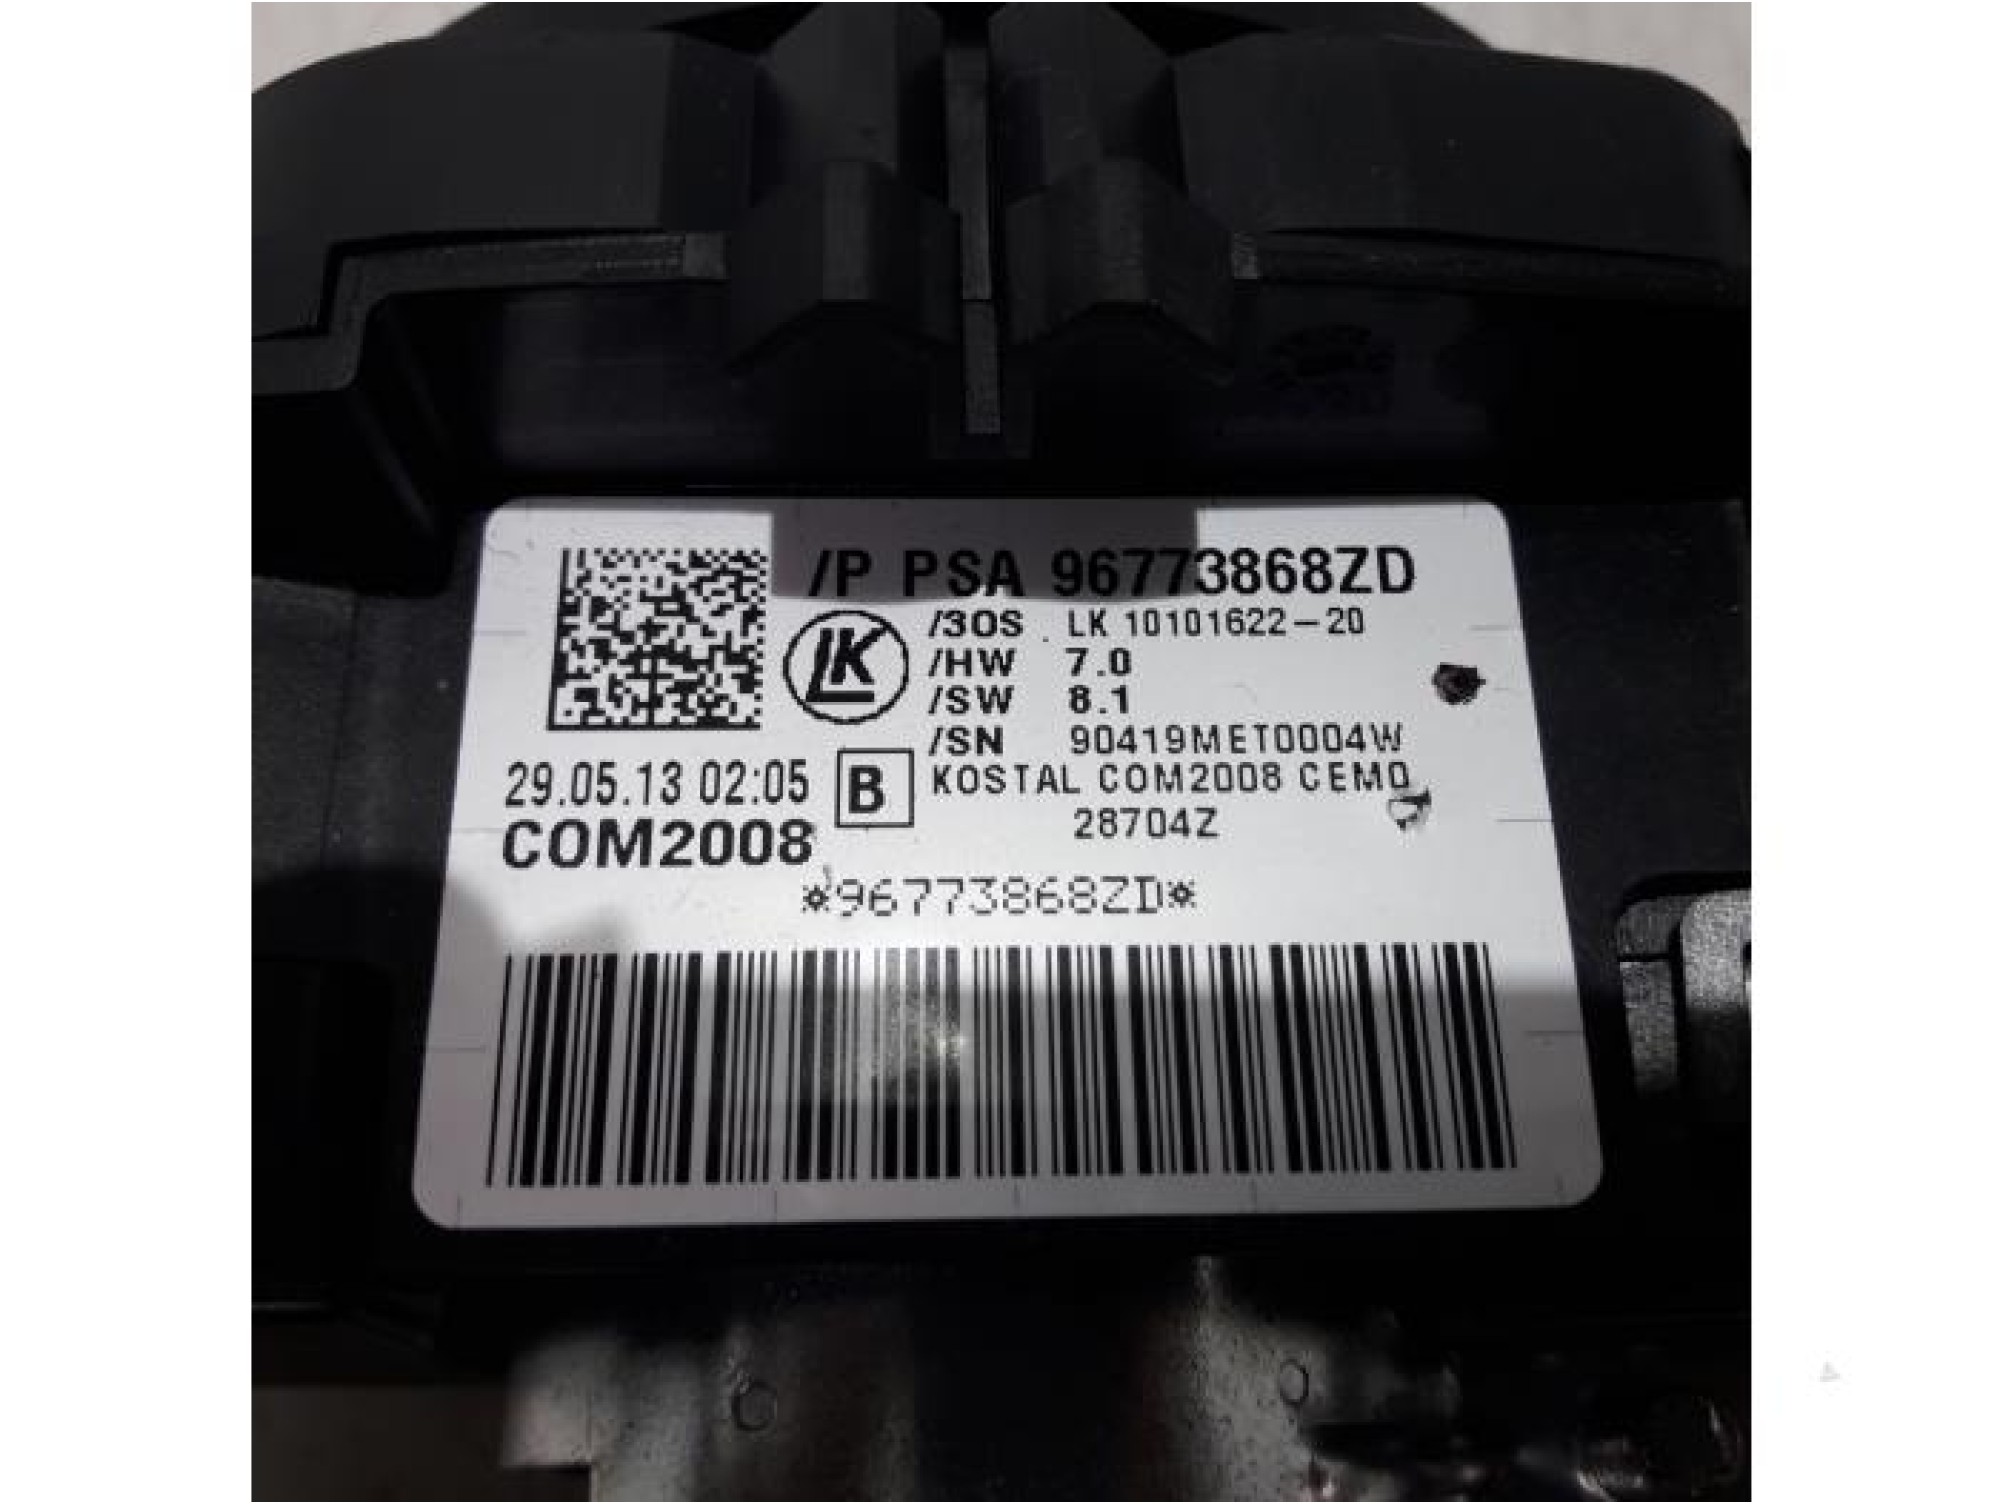 /P PSA 96773868ZD
/3OS LK 10101622-20
LK
/HW 7.0
/SW 8.1
/SN 90419MET0004W
29.05.13 02:05 B KOSTAL COM2008 CEM0
28704Z
COM2008
*96773868ZD*